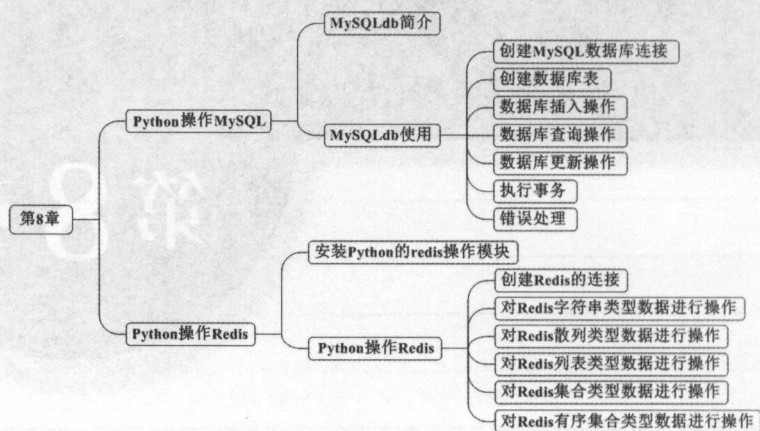 第8章
Python操作MySQL
MySQLdb简介
MySQLdb使用
创建MySQL数据库连接
创建数据库表
数据库插入操作
数据库查询操作
数据库更新操作
执行事务
错误处理
Python操作Redis
安装Python的redis操作模块
Python操作Redis
创建Redis的连接
对Redis字符串类型数据进行操作
对Redis散列类型数据进行操作
对Redis列表类型数据进行操作
对Redis集合类型数据进行操作
对Redis有序集合类型数据进行操作
第8